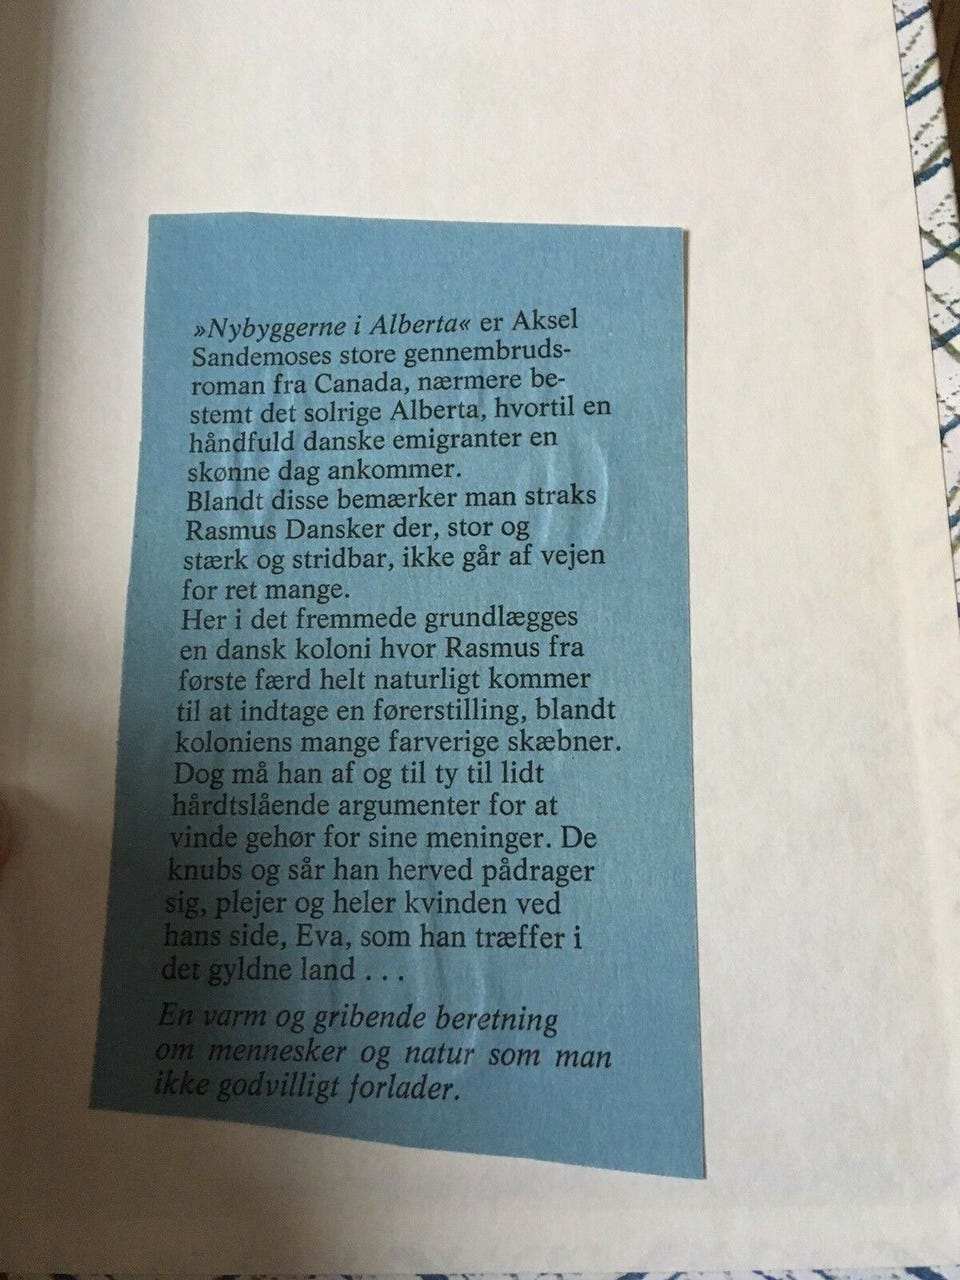 »Nybyggerne i Alberta« er Aksel
Sandemoses store gennembruds-
roman fra Canada, nærmere be-
stemt det solrige Alberta, hvortil en
håndfuld danske emigranter en
skønne dag ankommer.
Blandt disse bemærker man straks
Rasmus Dansker der, stor og
stærk og stridbar, ikke går af vejen
for ret mange.
Her i det fremmede grundlægges
en dansk koloni hvor Rasmus fra
første færd helt naturligt kommer
til at indtage en førerstilling, blandt
koloniens mange farverige skæbner.
Dog må han af og til ty til lidt
hårdtslående argumenter for at
vinde gehør for sine meninger. De
knubs og sår han herved pådrager
sig, plejer og heler kvinden ved
hans side, Eva, som han træffer i
det gyldne land . . .
En varm og gribende beretning
om mennesker og natur som man
ikke godvilligt forlader.